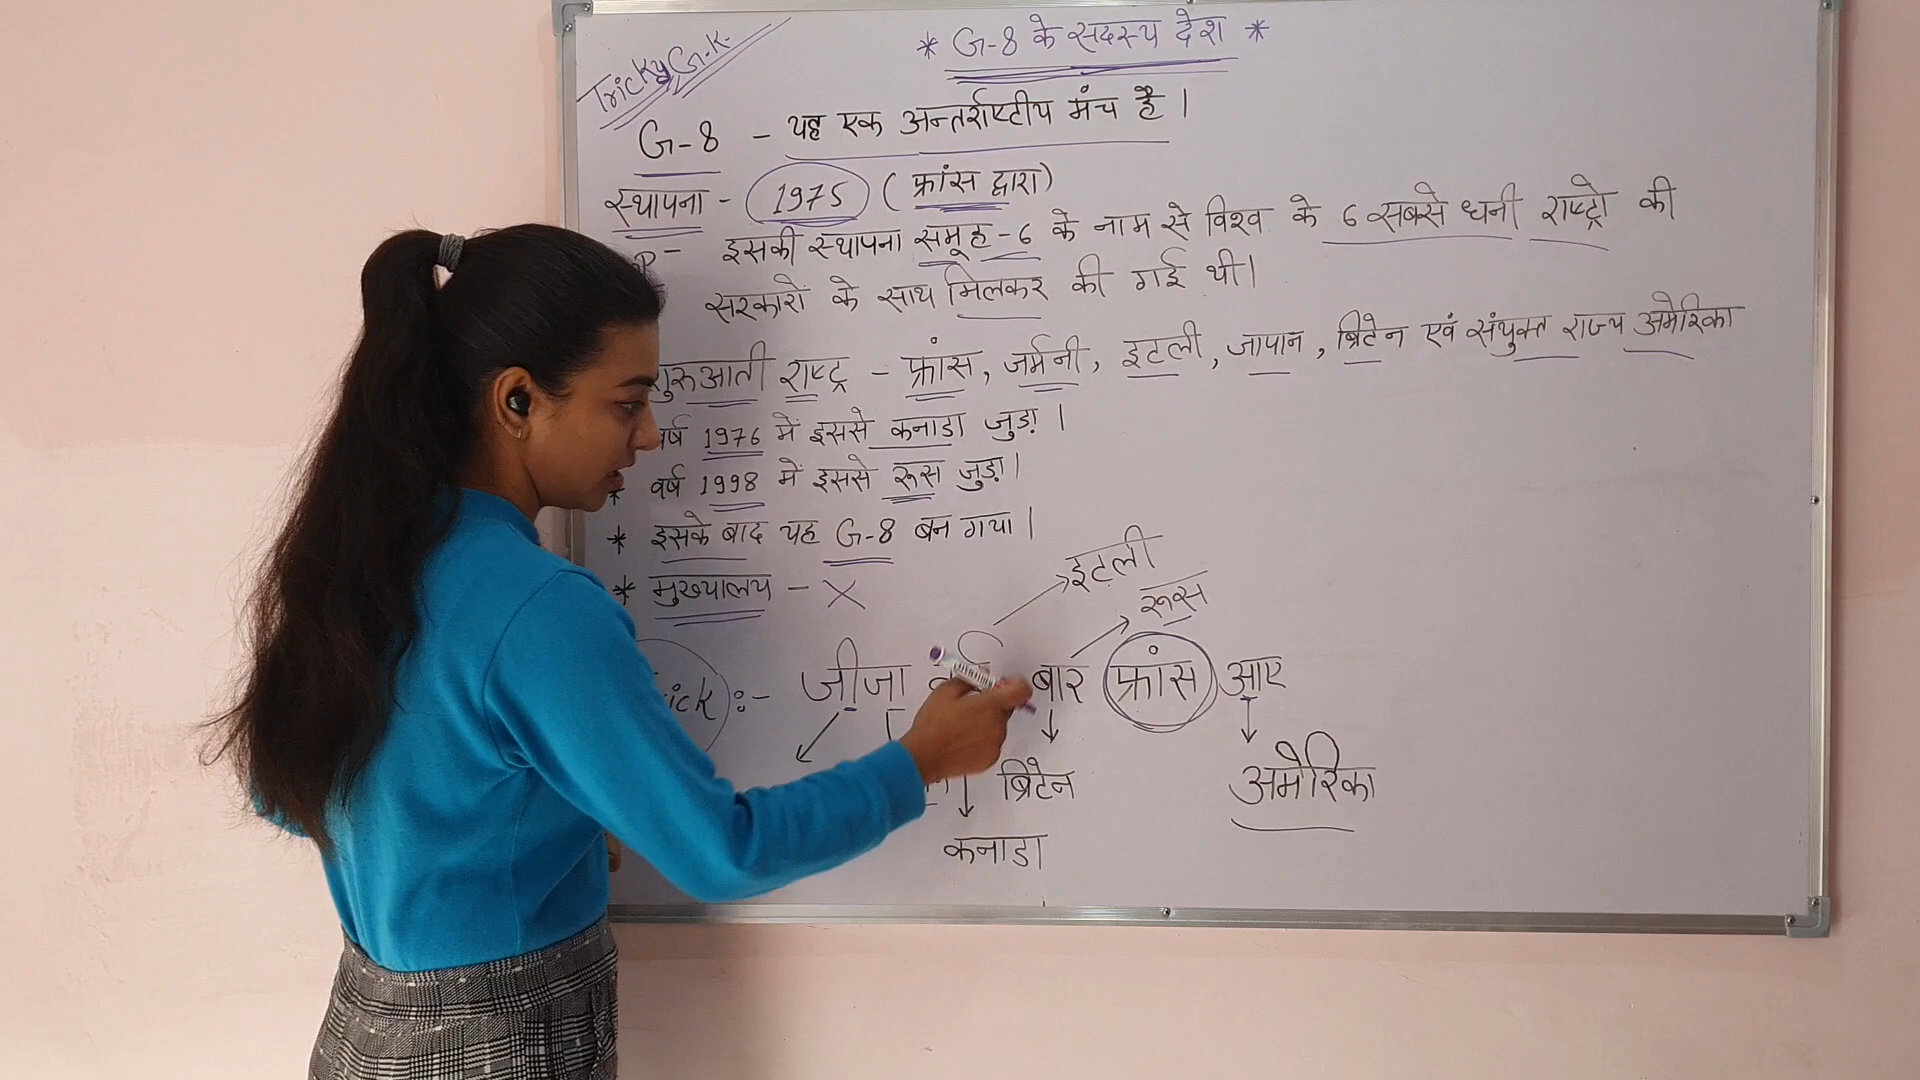 * G-8 के सदस्य देश *
Tricky G.K.
G-8 - यह एक अन्तर्राष्टीय मंच है।
स्थापना - 1975 (फ्रांस द्वारा)
- इसकी स्थापना समूह-6 के नाम से विश्व के 6 सबसे धनी राष्ट्रो की
सरकारों के साथ मिलकर की गई थी।
शुरुआती राष्ट्र - फ्रांस, जर्मनी, इटली, जापान, ब्रिटेन एवं संयुक्त राज्य अमेरिका
वर्ष 1976 में इससे कनाडा जुड़ा।
* वर्ष 1998 में इससे रूस जुड़ा।
* इसके बाद यह G-8 बन गया।
* मुख्यालय - X
इटली
रूस
:- जीजा बार फ्रांस आए
ब्रिटेन अमेरिका
कनाडा